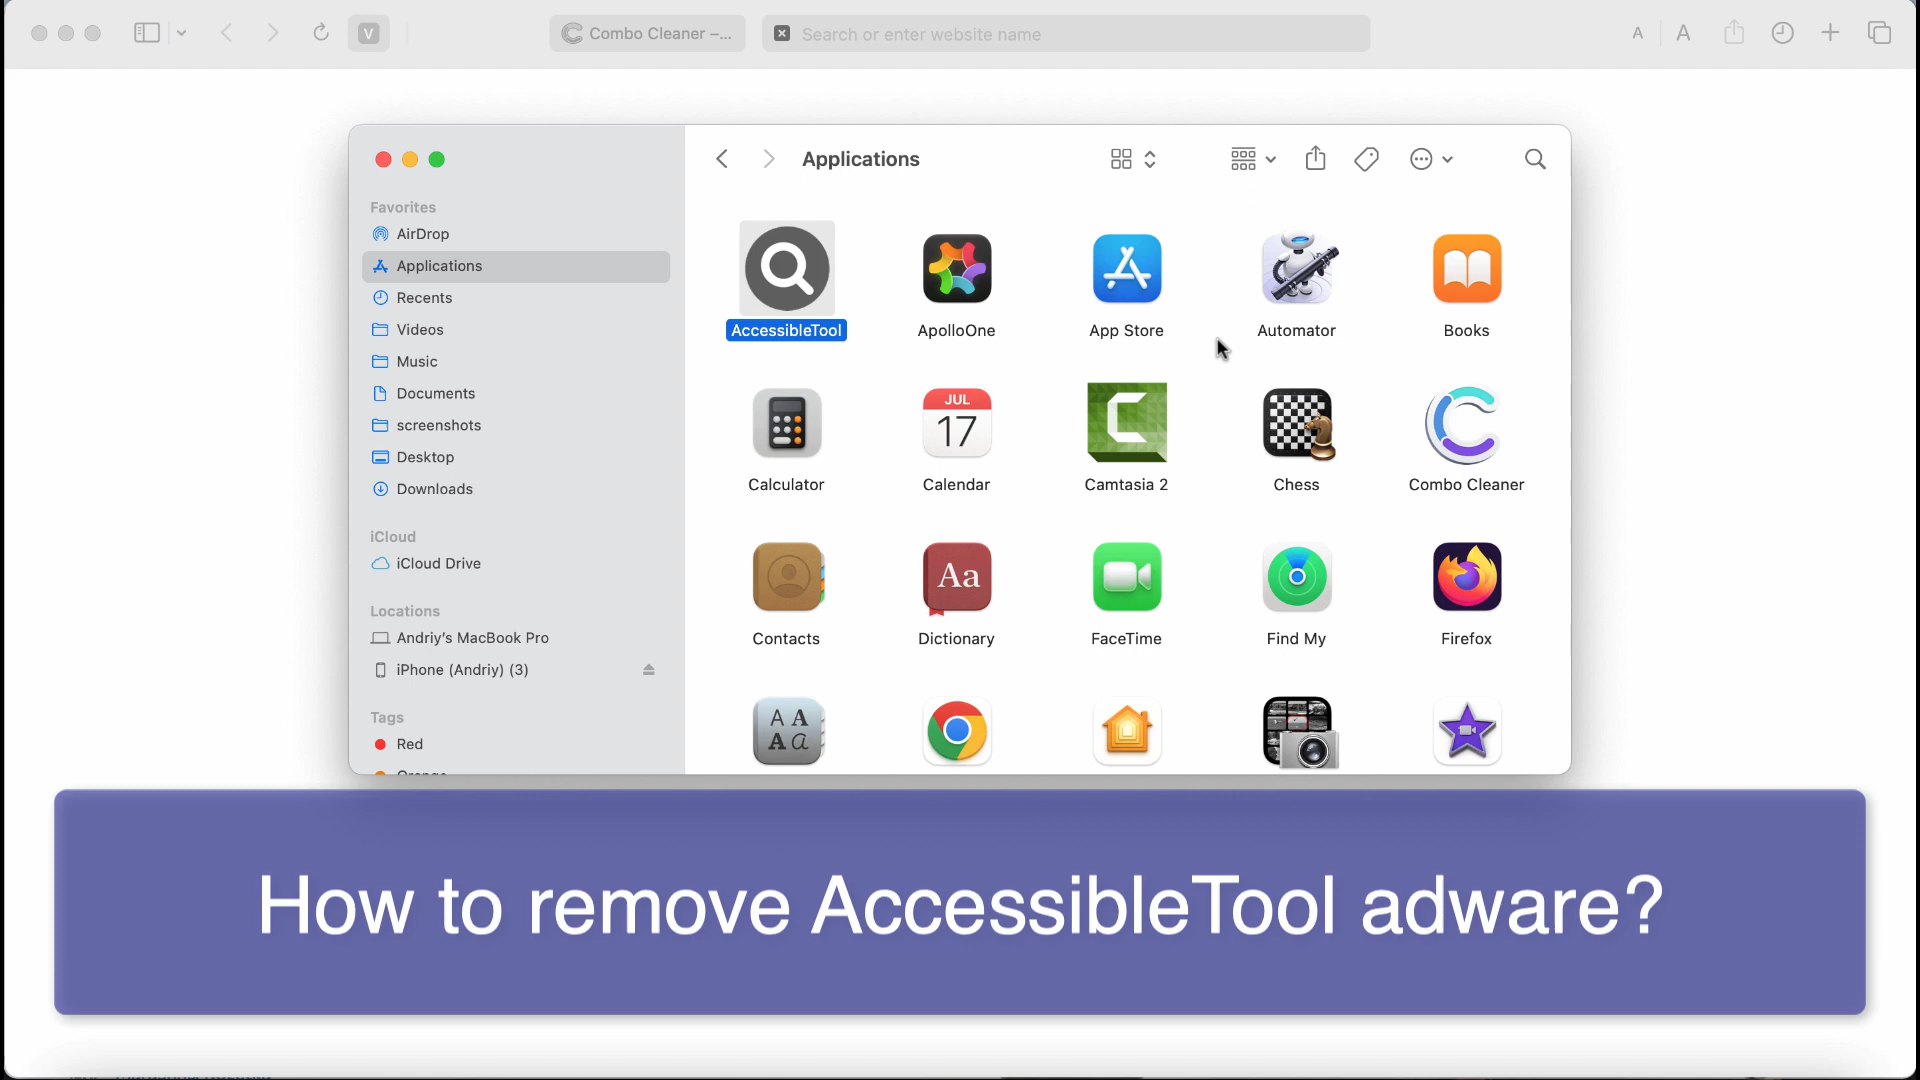 V
Combo Cleaner –...
Search or enter website name
A
A
Applications
Favorites
AirDrop
Applications
Recents
Videos
Music
Documents
screenshots
Desktop
Downloads
iCloud
iCloud Drive
Locations
Andriy's MacBook Pro
iPhone (Andriy) (3)
Tags
Red
Orange
AccessibleTool
ApolloOne
App Store
Automator
Books
JUL
17
Calculator
Calendar
Camtasia 2
Chess
Combo Cleaner
Aa
Contacts
Dictionary
FaceTime
Find My
Firefox
A A
A a
How to remove AccessibleTool adware?